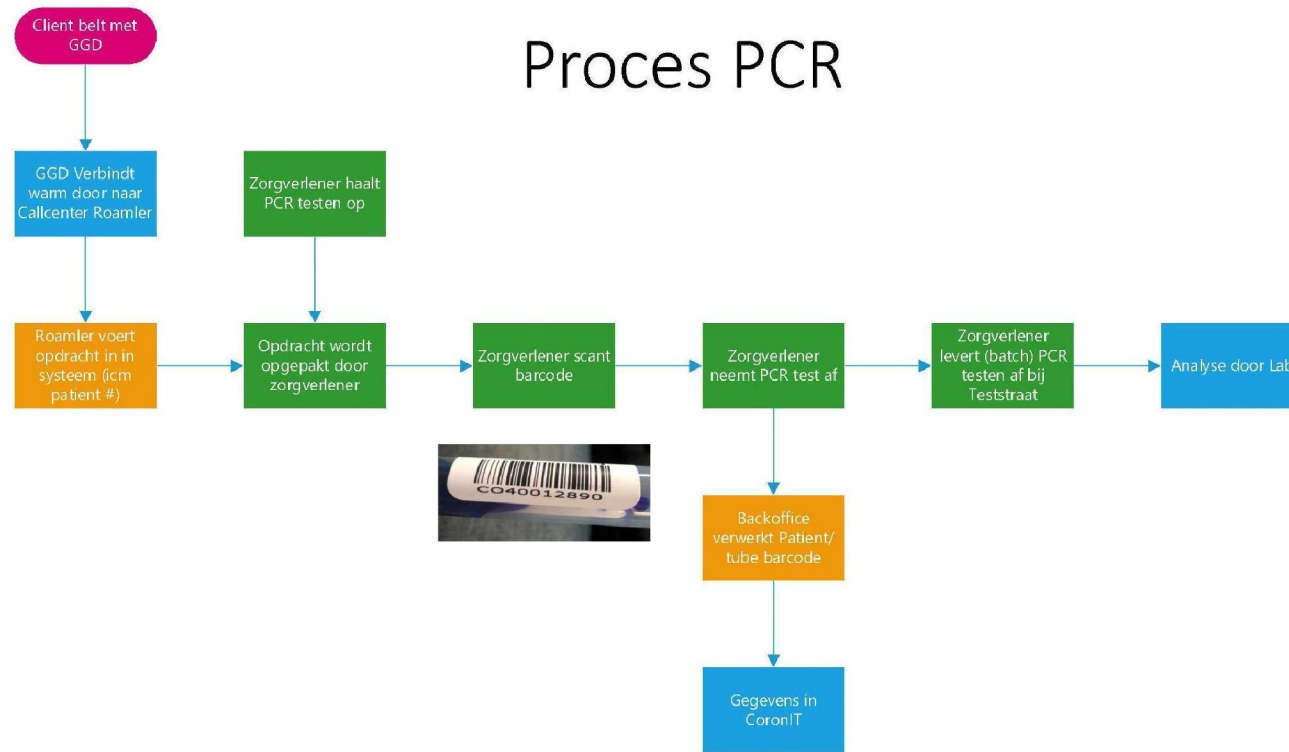 Client belt met
GGD
Proces PCR
GGD Verbindt
warm door naar
Callcenter Roamler
Zorgverlener haalt
PCR testen op
Roamler voert
opdracht in in
systeem (icm
patient #)
Opdracht wordt
opgepakt door
zorgverlener
Zorgverlener scant
barcode
Zorgverlener
neemt PCR test af
Zorgverlener
levert (batch) PCR
testen af bij
Teststraat
Analyse door Lab
CO40012890
Backoffice
verwerkt Patient/
tube barcode
Gegevens in
CoronIT